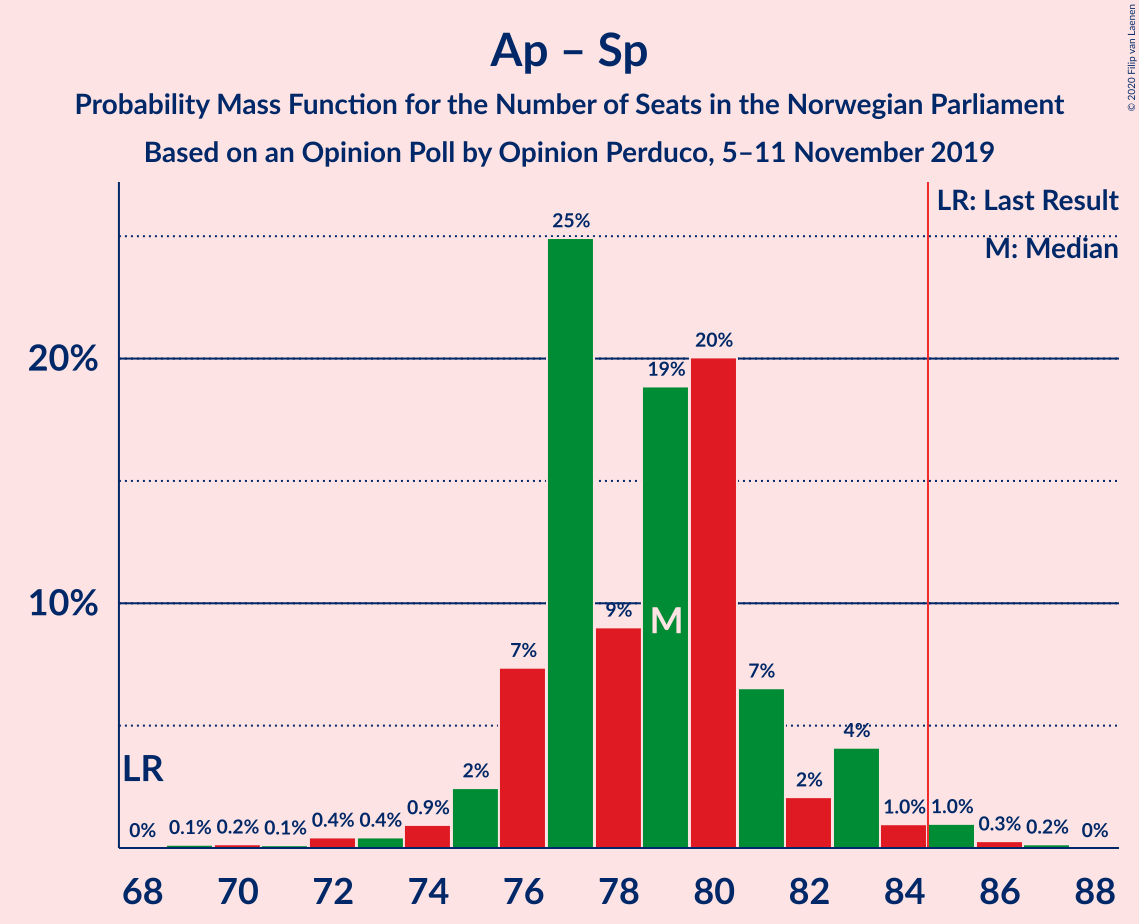 Ap – Sp
Probability Mass Function for the Number of Seats in the Norwegian Parliament
Based on an Opinion Poll by Opinion Perduco, 5–11 November 2019
© 2020 Filip van Laenen
LR: Last Result
M: Median
20%
10%
LR
M
0% 0.1% 0.2% 0.1% 0.4% 0.4% 0.9% 2% 7% 25% 9% 19% 20% 7% 2% 4% 1.0% 1.0% 0.3% 0.2% 0%
68 70 72 74 76 78 80 82 84 86 88